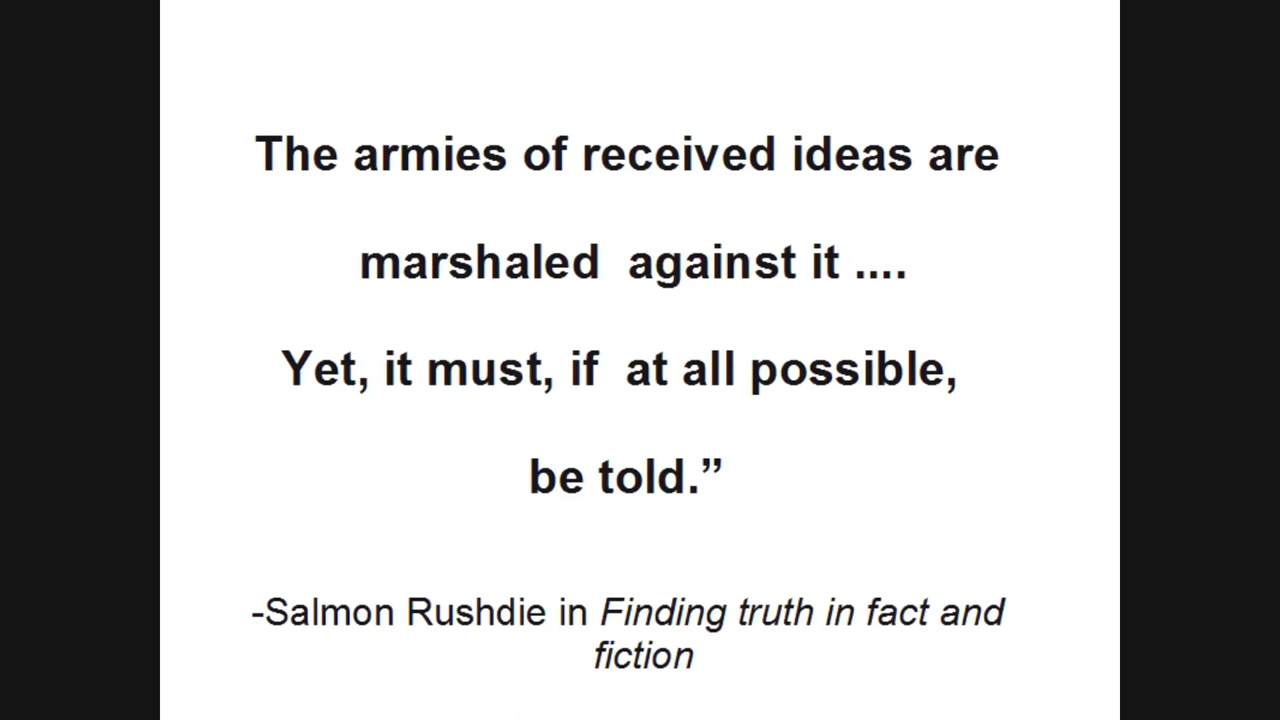 The armies of received ideas are
marshaled  against it ....
Yet, it must, if  at all possible,
be told.”
-Salmon Rushdie in Finding truth in fact and
fiction